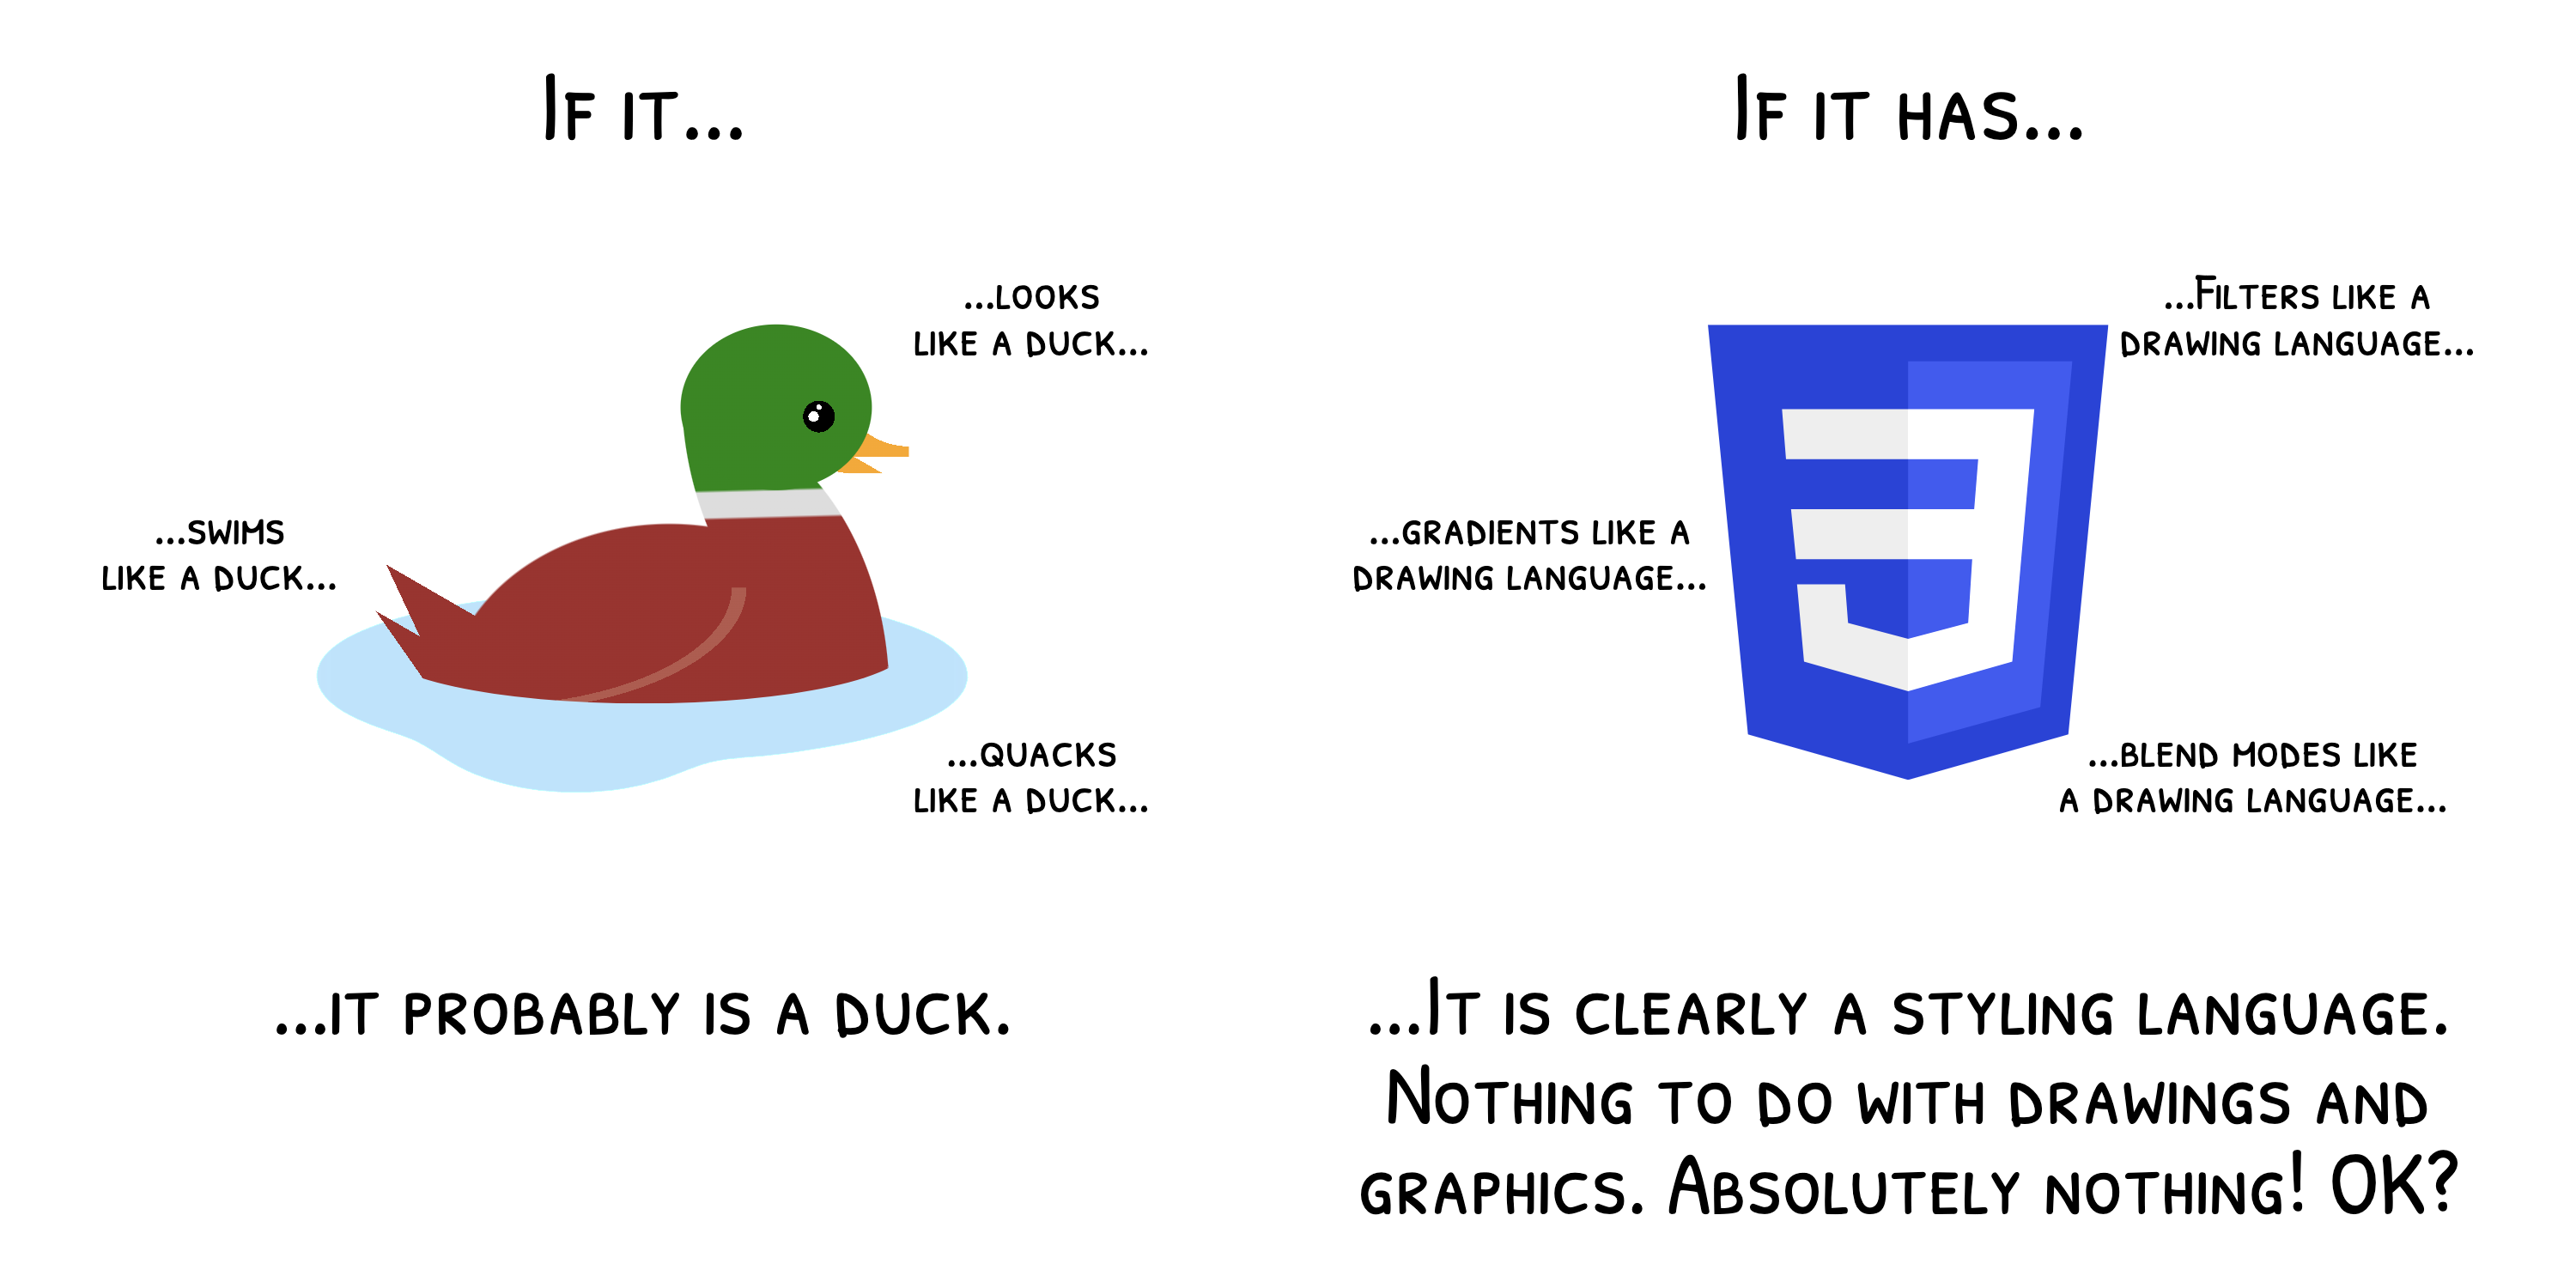 If it...
...looks
like a duck...
...swims
like a duck...
...quacks
like a duck...
...it probably is a duck.
If it has...
...Filters like a
drawing language...
...gradients like a
drawing language...
...blend modes like
a drawing language...
...It is clearly a styling language.
Nothing to do with drawings and
graphics. Absolutely nothing! OK?